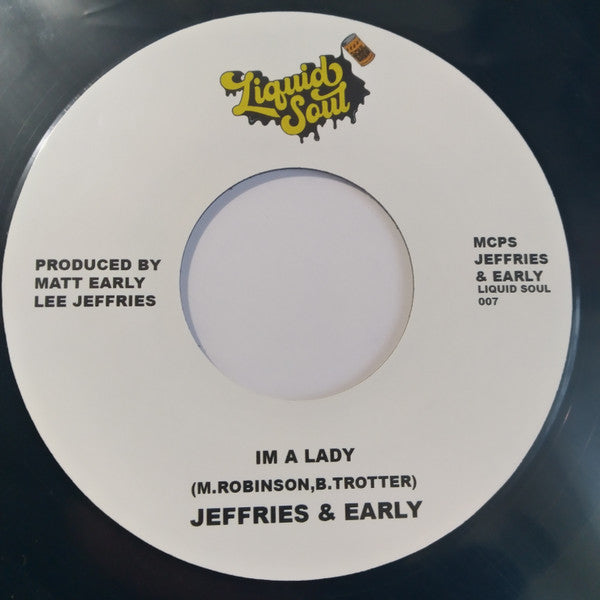 Liquid
Soul
PRODUCED BY
MATT EARLY
LEE JEFFRIES
MCPS
JEFFRIES
& EARLY
LIQUID SOUL
007
IM A LADY
(M.ROBINSON,B.TROTTER)
JEFFRIES & EARLY